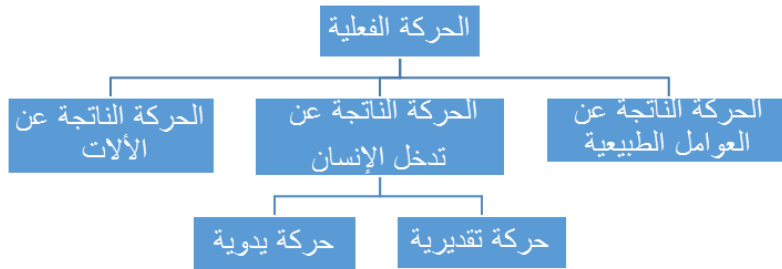 الحركة الفعلية
الحركة الناتجة عن
العوامل الطبيعية
الحركة الناتجة عن
تدخل الإنسان
الحركة الناتجة عن
الألات
حركة تقديرية
حركة يدوية